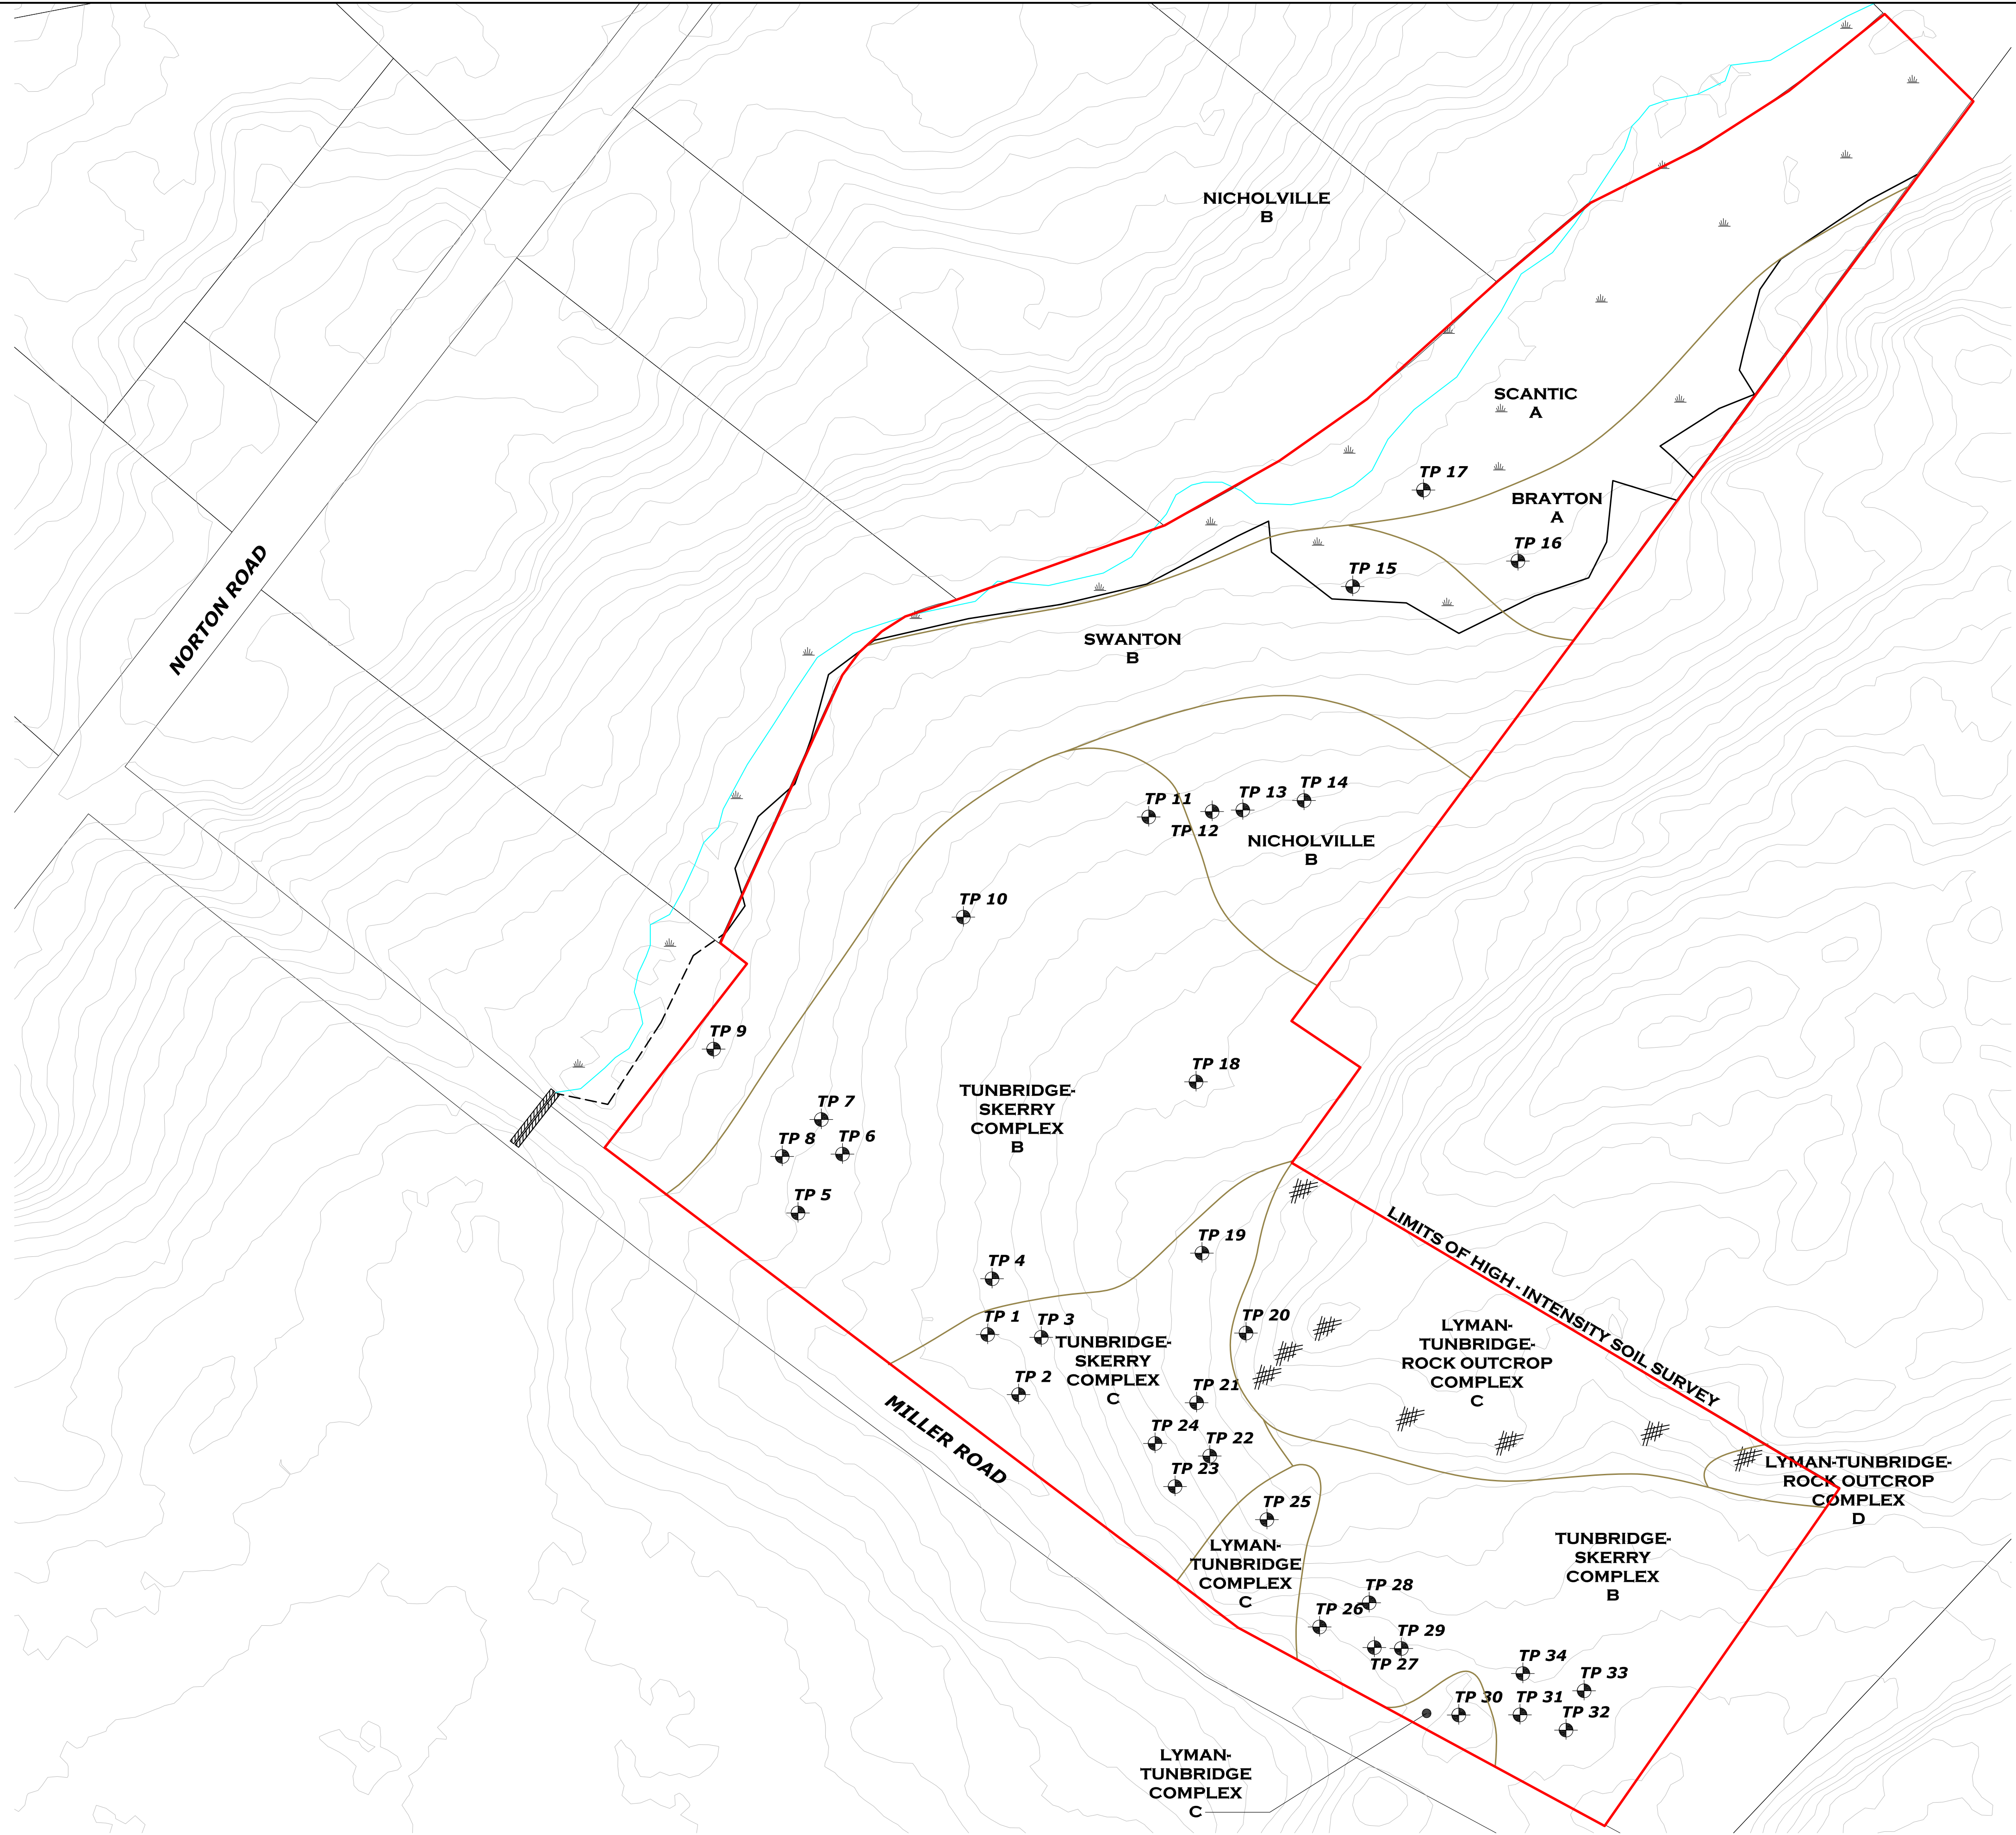 NICHOLVILLE
B
SCANTIC
A
TP 17
BRAYTON
A
TP 16
TP 15
NORTON ROAD
SWANTON
B
TP 14
TP 13
TP 11
TP 12
NICHOLVILLE
B
TP 10
TP 9
TP 18
TUNBRIDGE-
SKERRY
COMPLEX
B
TP 7
TP 8
TP 6
TP 5
LIMITS OF HIGH - INTENSITY SOIL SURVEY
TP 19
TP 4
TP 1
TP 3
TP 20
TUNBRIDGE-
SKERRY
COMPLEX
C
LYMAN-
TUNBRIDGE-
ROCK OUTCROP
COMPLEX
C
TP 2
TP 21
MILLER ROAD
TP 24
TP 22
TP 23
LYMAN-TUNBRIDGE-
ROCK OUTCROP
COMPLEX
D
TP 25
LYMAN-
TUNBRIDGE
COMPLEX
C
TUNBRIDGE-
SKERRY
COMPLEX
B
TP 28
TP 26
TP 29
TP 27
TP 34
TP 33
TP 30
TP 31
TP 32
LYMAN-
TUNBRIDGE
COMPLEX
C